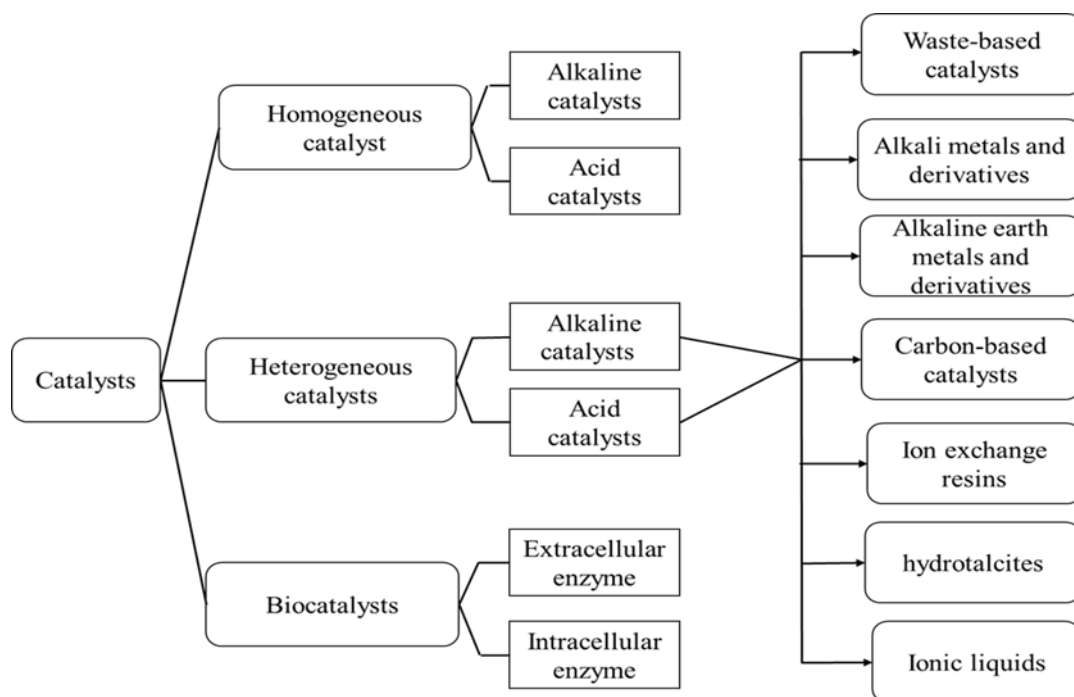 Catalysts
Homogeneous
catalyst
Alkaline
catalysts
Acid
catalysts
Heterogeneous
catalysts
Alkaline
catalysts
Acid
catalysts
Biocatalysts
Extracellular
enzyme
Intracellular
enzyme
Waste-based
catalysts
Alkali metals and
derivatives
Alkaline earth
metals and
derivatives
Carbon-based
catalysts
Ion exchange
resins
hydrotalcites
Ionic liquids